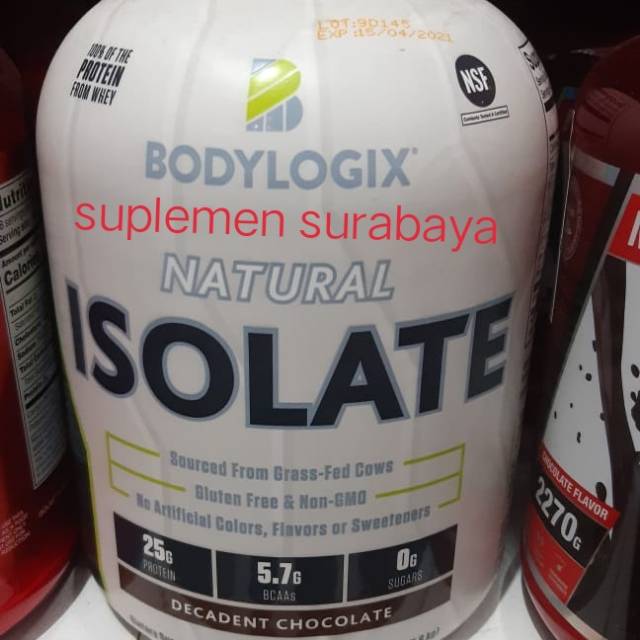 LOT:9D145
EXP:15/04/2021
100% OF THE
PROTEIN
FROM WHEY
NSF
BODYLOGIX
suplemen surabaya
NATURAL
ISOLATE
Sourced From Grass-Fed Cows
Gluten Free & Non-GMO
No Artificial Colors, Flavors or Sweeteners
25G
PROTEIN
5.7G
BCAAs
0G
SUGARS
DECADENT CHOCOLATE
CHOCOLATE FLAVOR
2270G